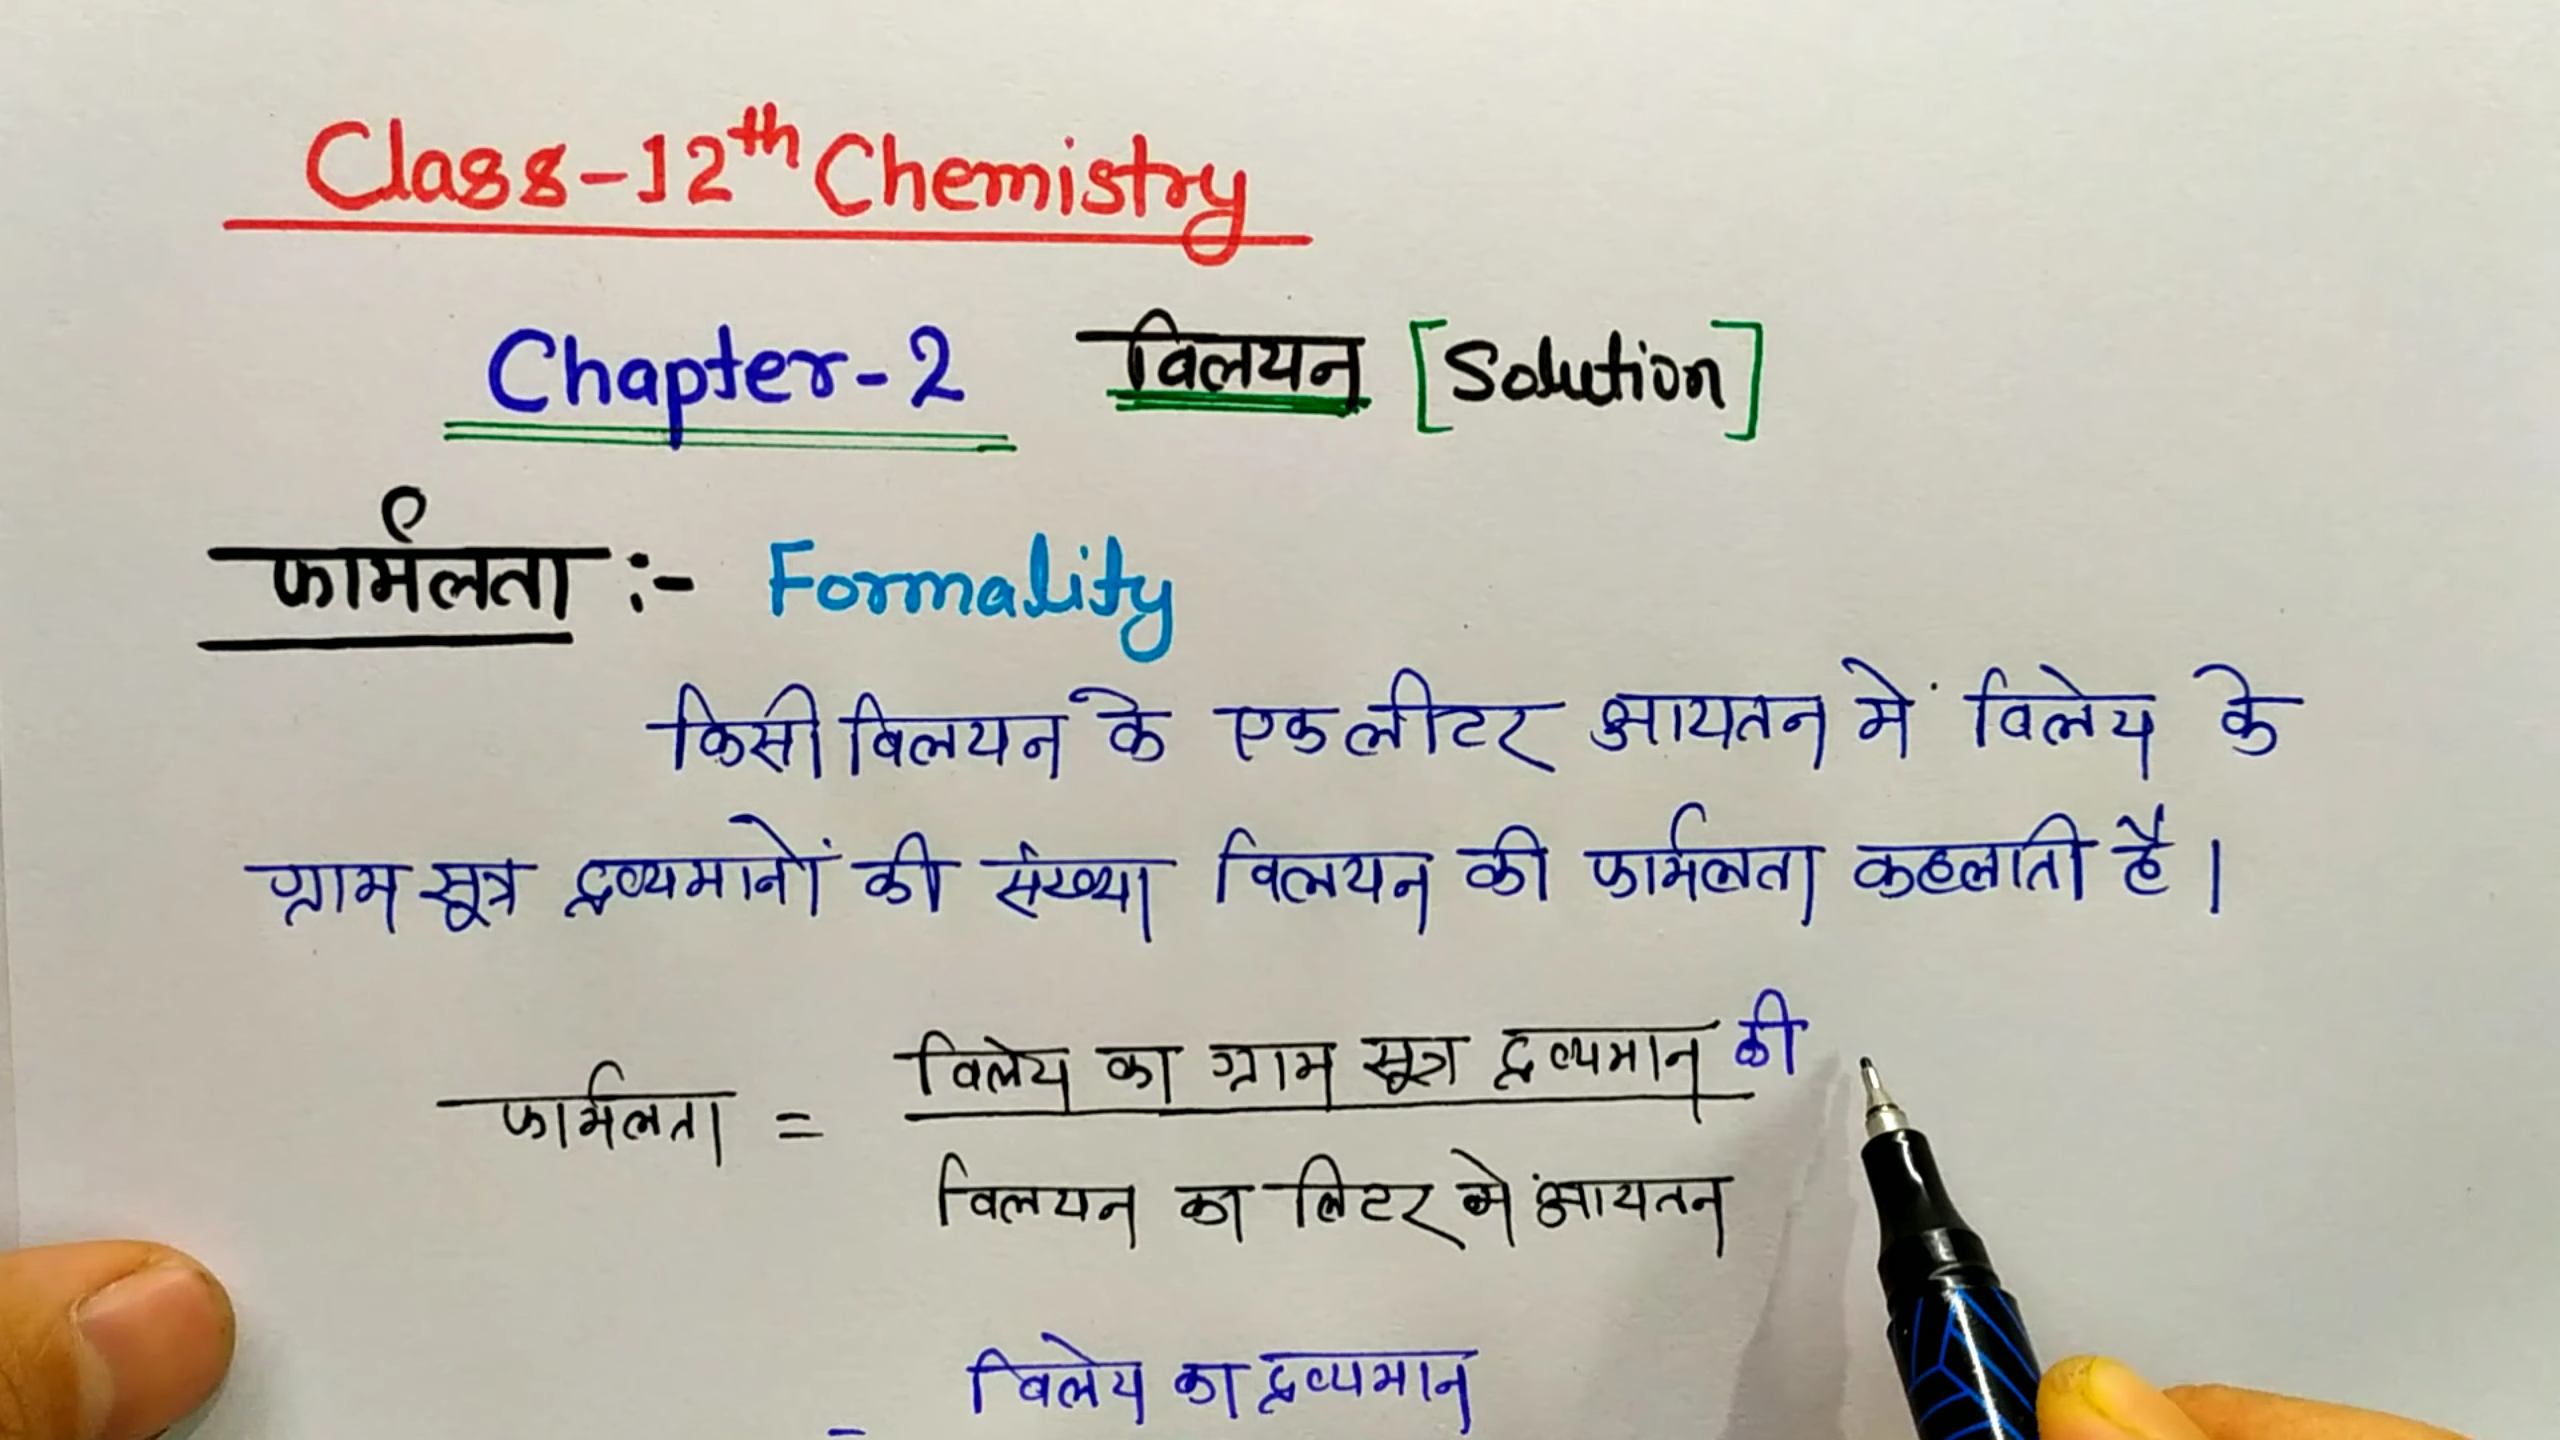 Class-12th Chemistry
Chapter-2 विलयन [Solution]
फार्मलता :- Formality
किसी विलयन के एक लीटर आयतन में विलेय के
ग्राम सूत्र द्रव्यमानों की संख्या विलयन की फार्मलता कहलाती है।
फार्मलता = विलेय का ग्राम सूत्र द्रव्यमान की
विलयन का लिटर में आयतन
= विलेय का द्रव्यमान